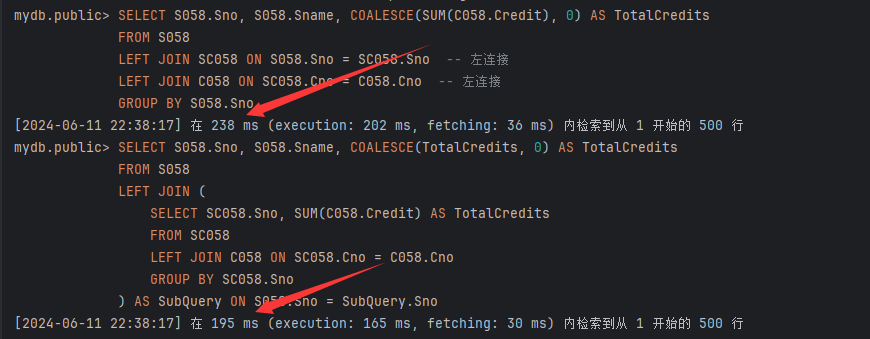 mydb.public> SELECT S058.Sno, S058.Sname, COALESCE(SUM(C058.Credit), 0) AS TotalCredits
FROM S058
LEFT JOIN SC058 ON S058.Sno = SC058.Sno -- 左连接
LEFT JOIN C058 ON SC058.Cno = C058.Cno -- 左连接
GROUP BY S058.Sno
[2024-06-11 22:38:17] 在 238 ms (execution: 202 ms, fetching: 36 ms) 内检索到从 1 开始的 500 行
mydb.public> SELECT S058.Sno, S058.Sname, COALESCE(TotalCredits, 0) AS TotalCredits
FROM S058
LEFT JOIN (
SELECT SC058.Sno, SUM(C058.Credit) AS TotalCredits
FROM SC058
LEFT JOIN C058 ON SC058.Cno = C058.Cno
GROUP BY SC058.Sno
) AS SubQuery ON S058.Sno = SubQuery.Sno
[2024-06-11 22:38:17] 在 195 ms (execution: 165 ms, fetching: 30 ms) 内检索到从 1 开始的 500 行